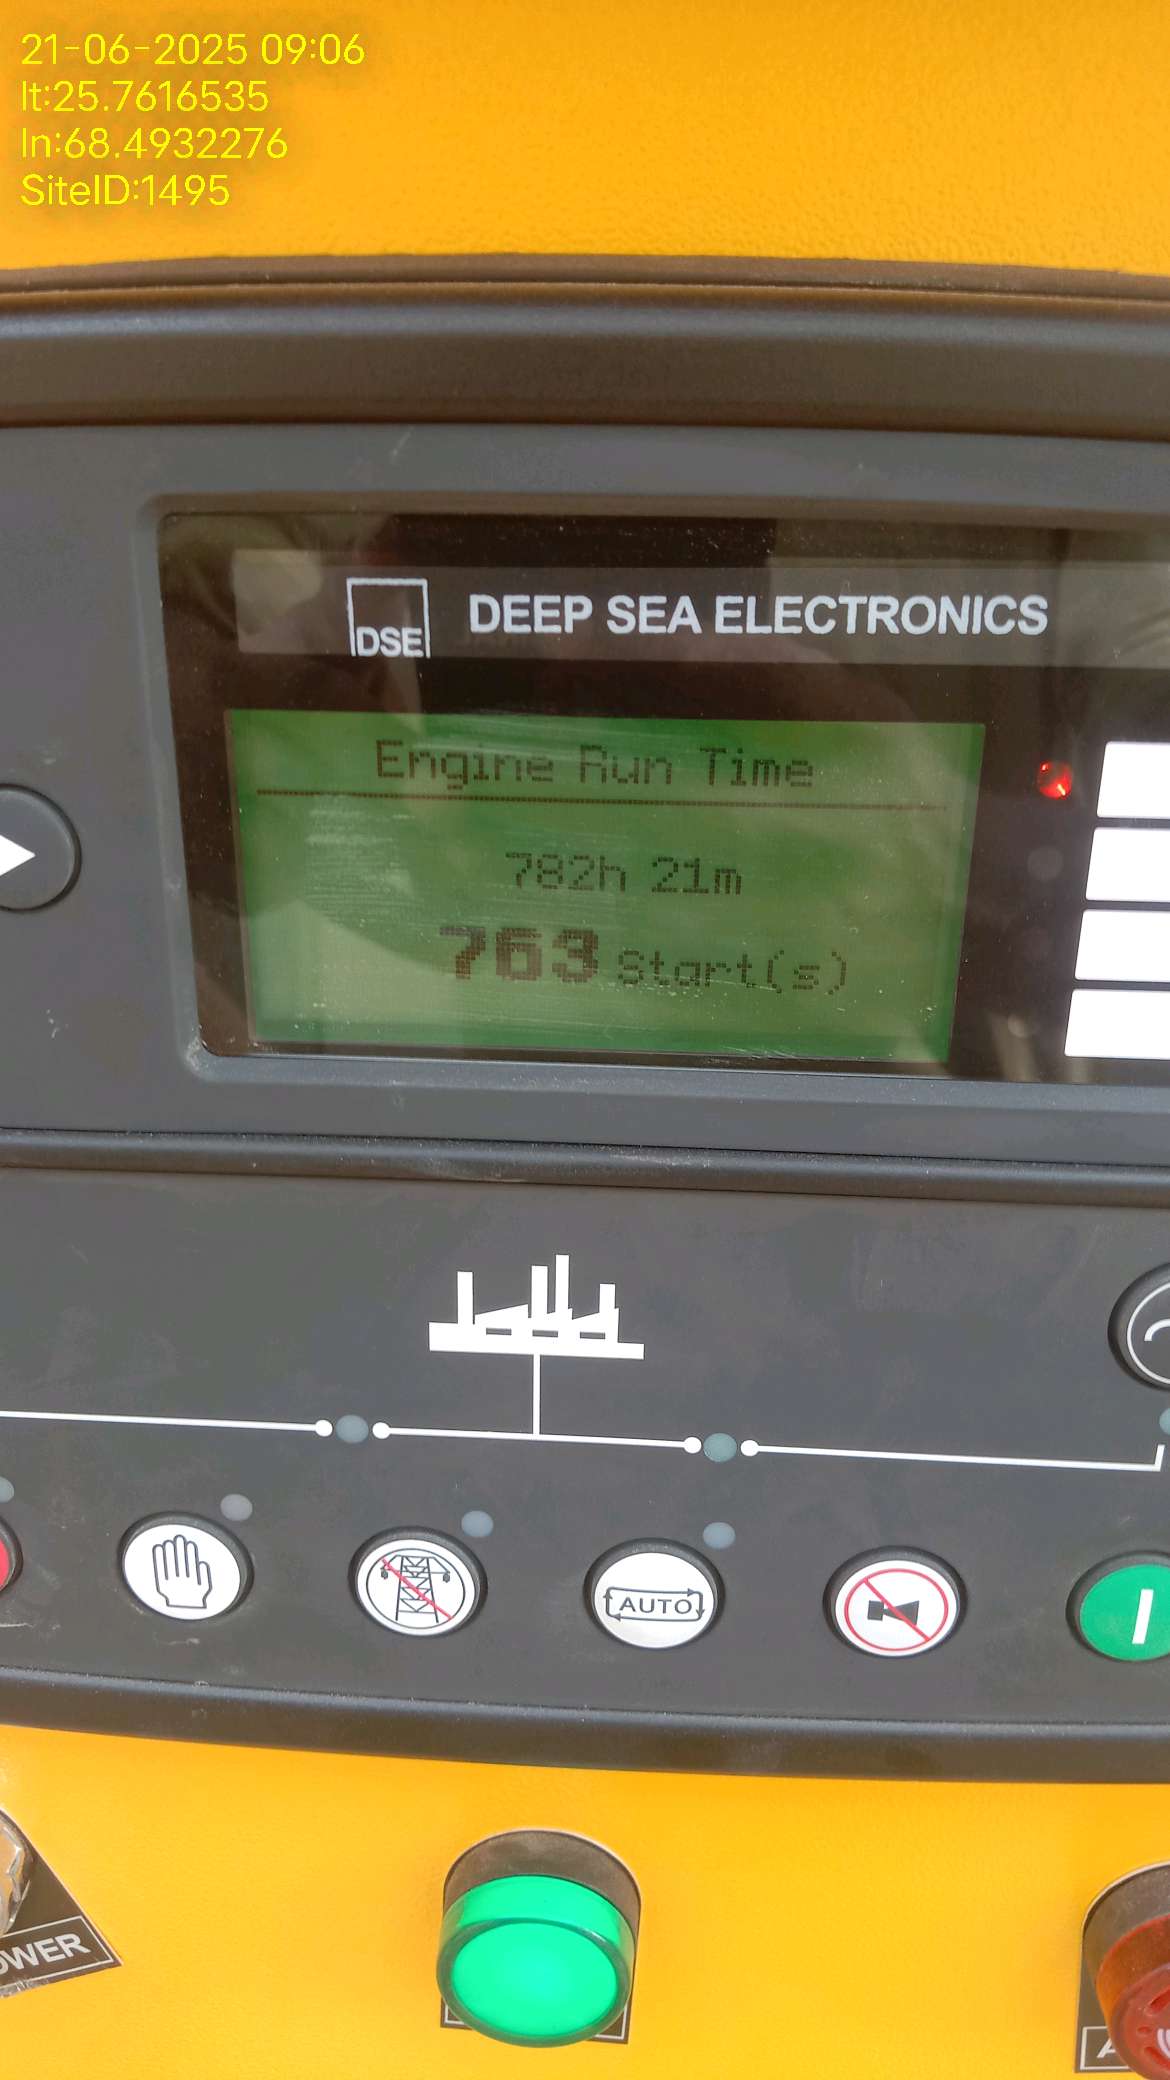 21-06-2025 09:06
lt:25.7616535
ln:68.4932276
SiteID:1495
DSE DEEP SEA ELECTRONICS
Engine Run Time
782h 21m
763 Start(s)
AUTO